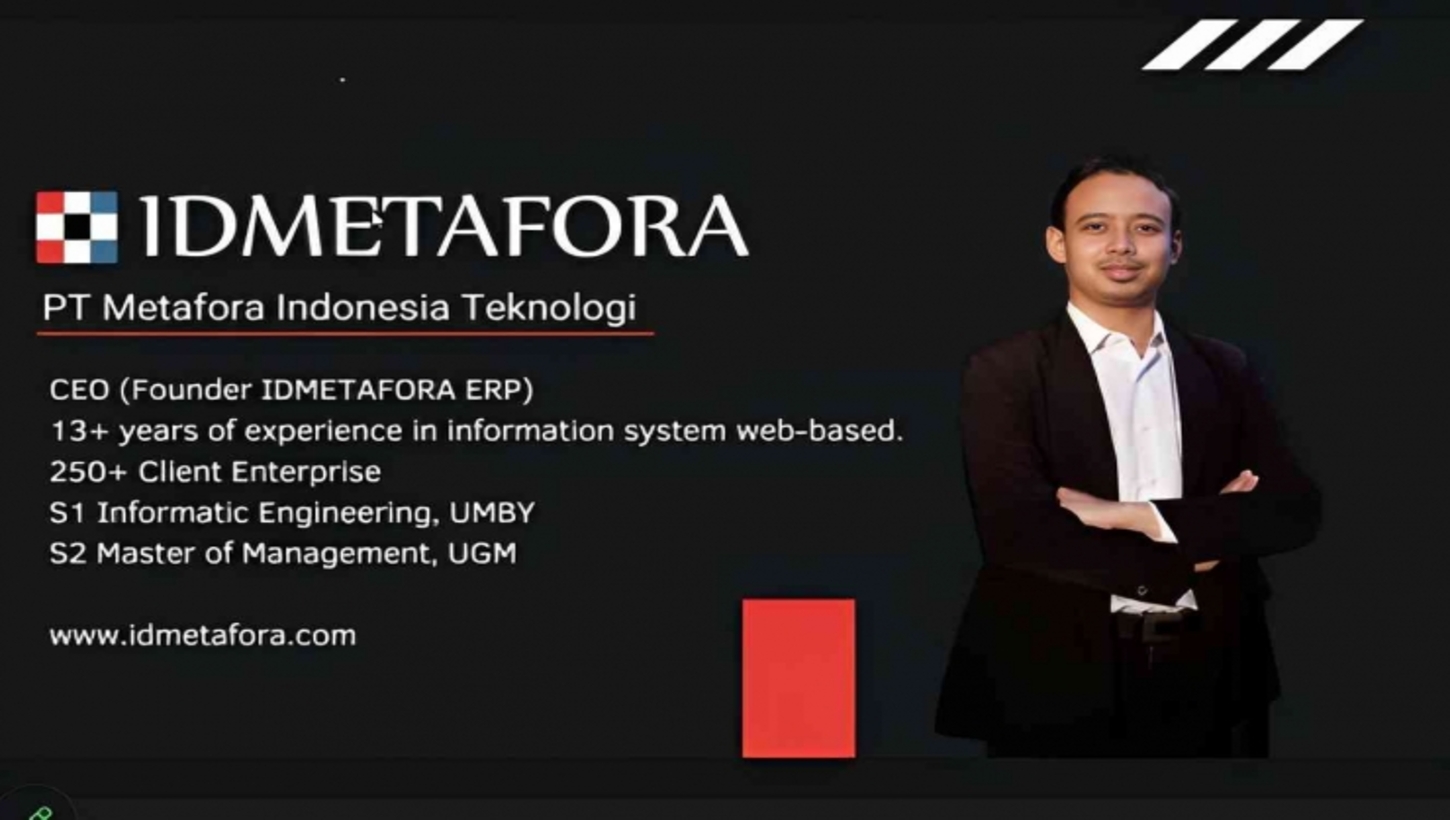 IDMETAFORA
PT Metafora Indonesia Teknologi
CEO (Founder IDMETAFORA ERP)
13+ years of experience in information system web-based.
250+ Client Enterprise
S1 Informatic Engineering, UMBY
S2 Master of Management, UGM
www.idmetafora.com